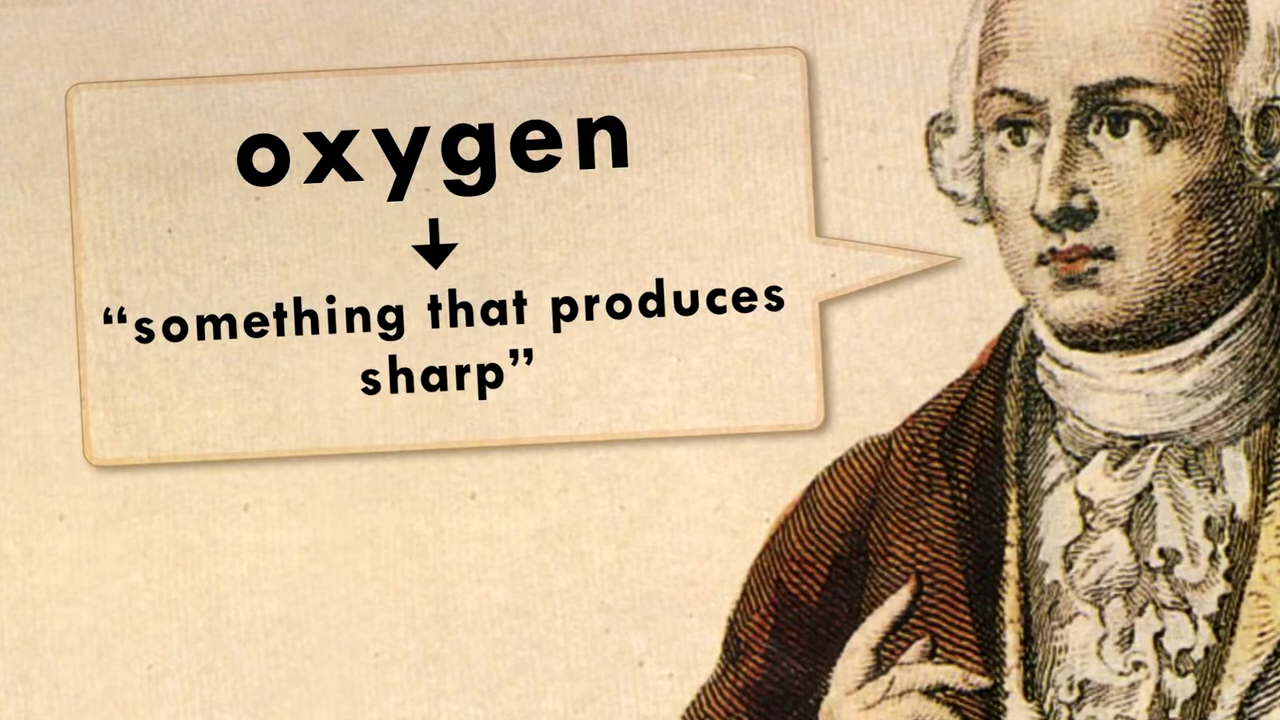 oxygen
“something that produces
sharp”